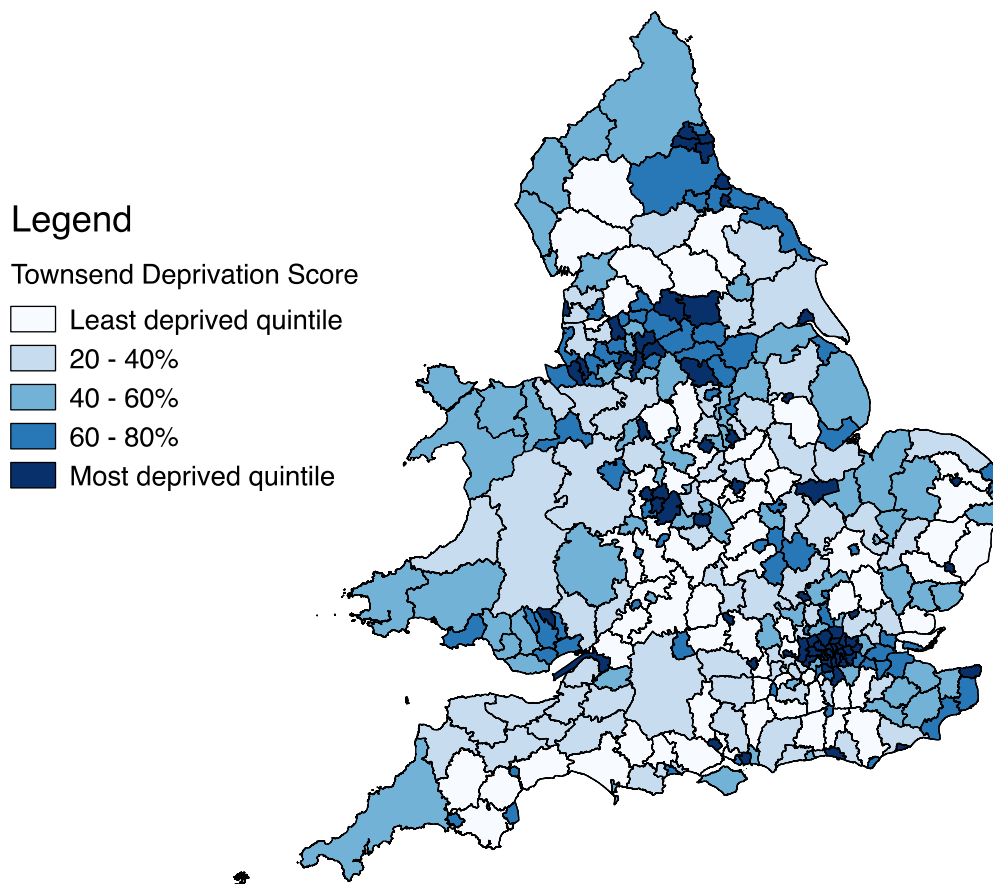 Legend
Townsend Deprivation Score
Least deprived quintile
20 - 40%
40 - 60%
60 - 80%
Most deprived quintile